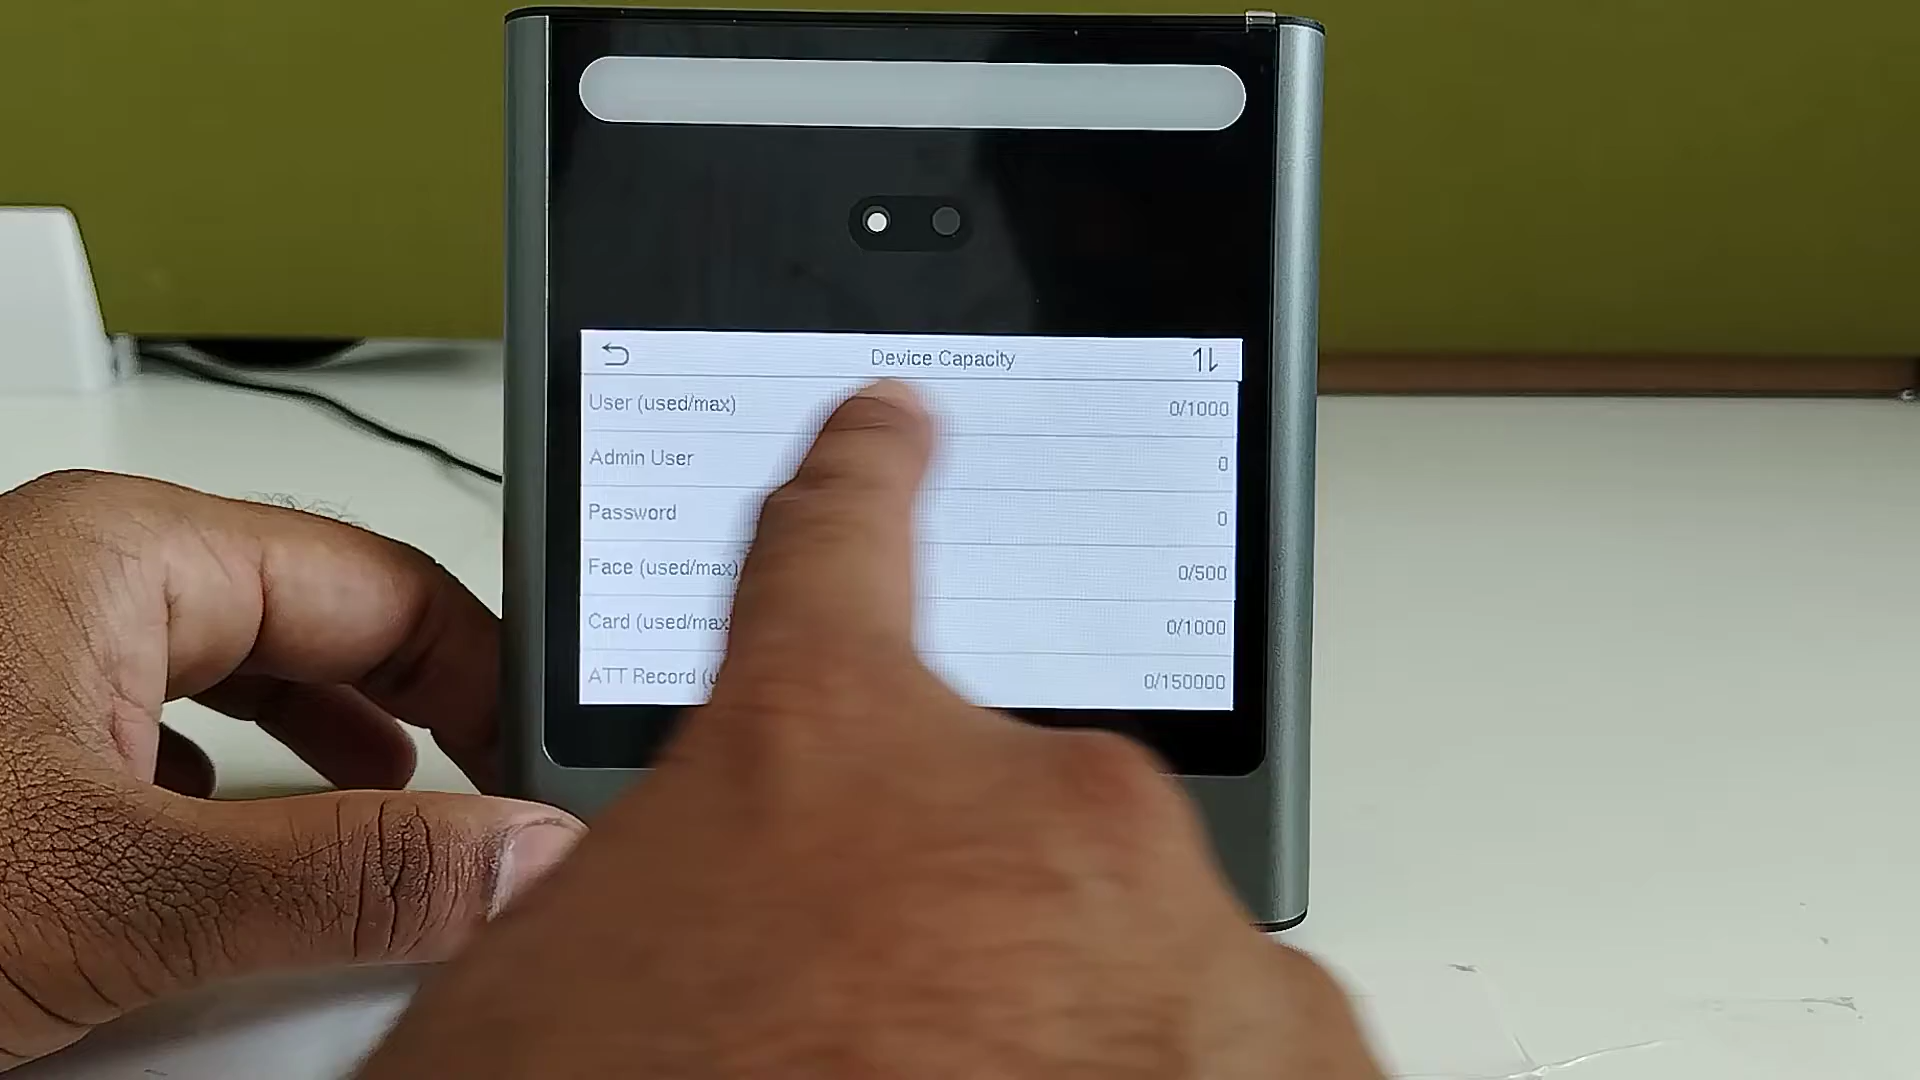 Device Capacity
User (used/max) 0/1000
Admin User 0
Password 0
Face (used/max) 0/500
Card (used/max 0/1000
ATT Record 0/150000